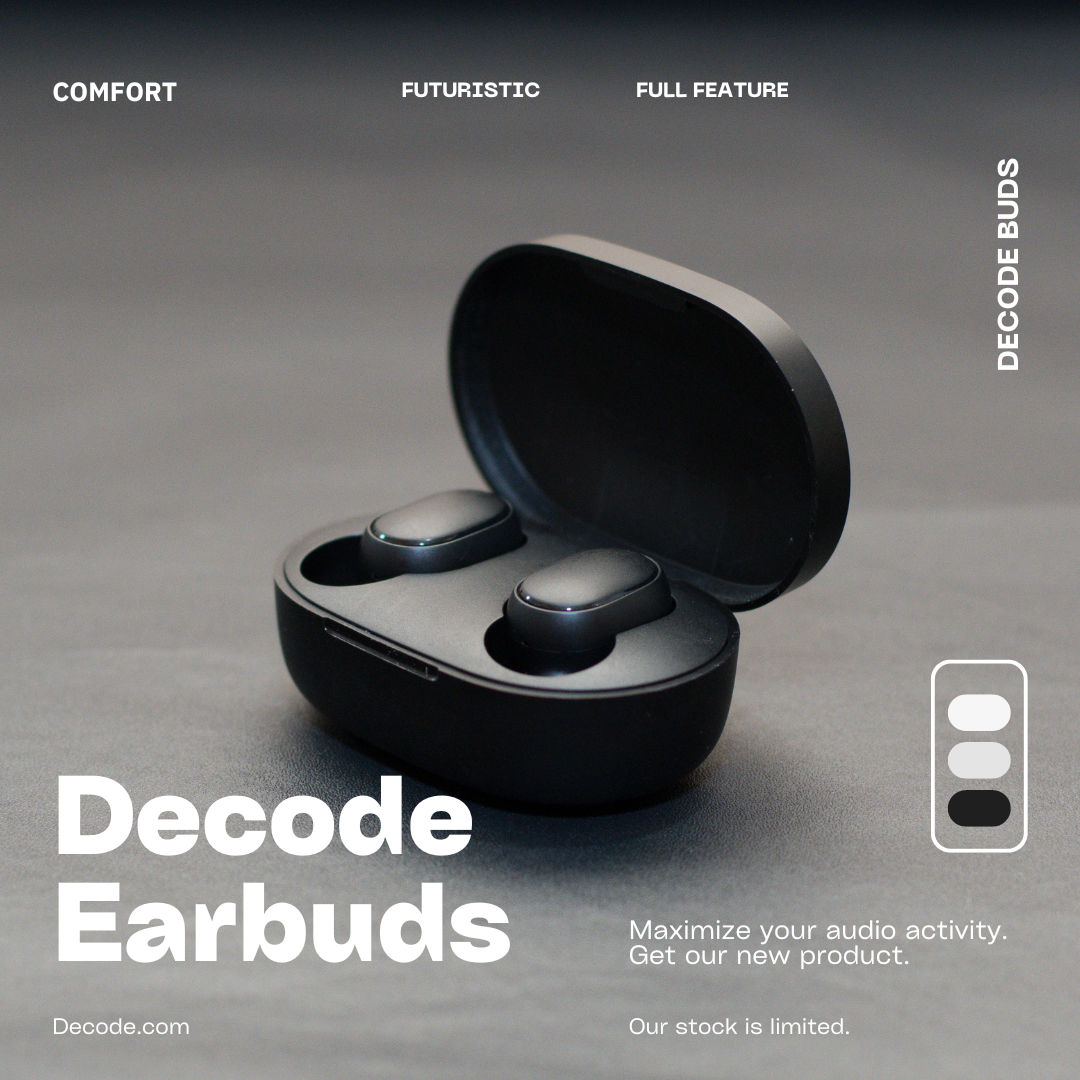 COMFORT
FUTURISTIC
FULL FEATURE
DECODE BUDS
Decode
Earbuds
Maximize your audio activity.
Get our new product.
Decode.com
Our stock is limited.